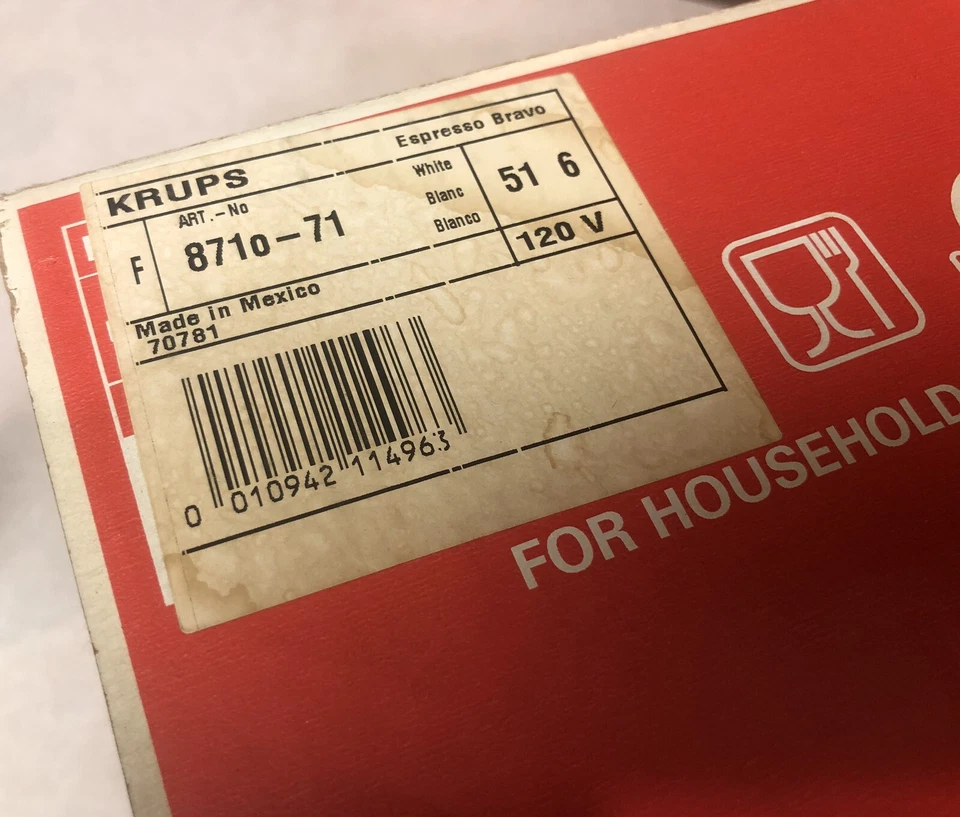 KRUPS Espresso Bravo
ART.-No
F 8710-71
White
Blanc
Blanco
51 6
120 V
Made in Mexico
70781
0 010942 114963
FOR HOUSEHOLD